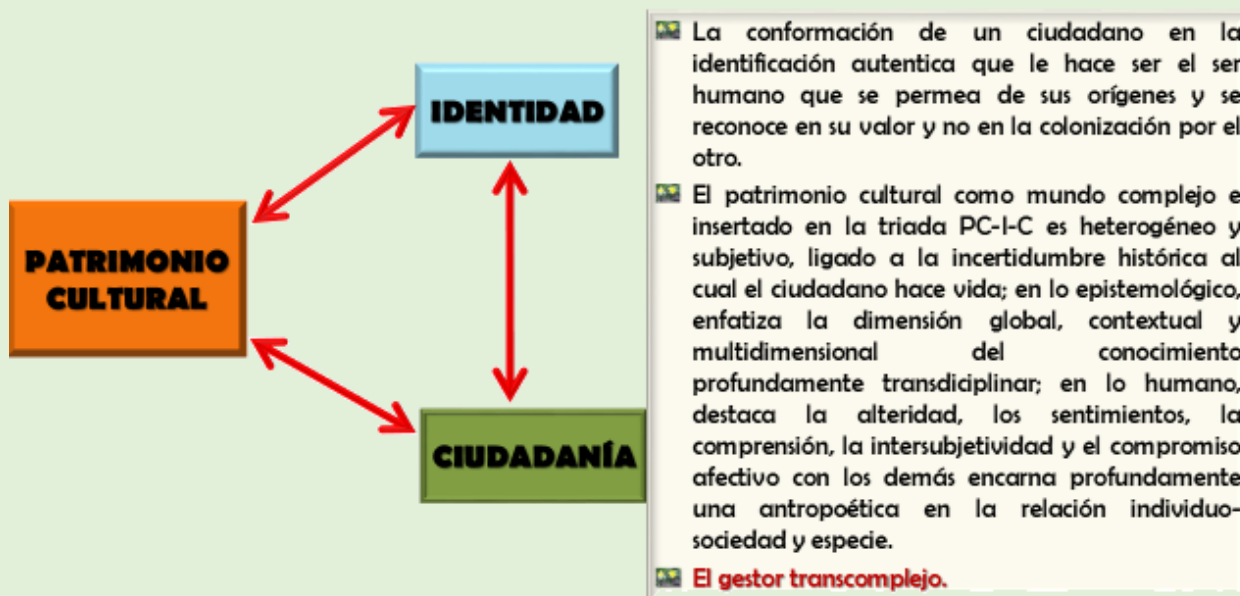 PATRIMONIO
CULTURAL
IDENTIDAD
CIUDADANÍA
La conformación de un ciudadano en la
identificación autentica que le hace ser el ser
humano que se permea de sus orígenes y se
reconoce en su valor y no en la colonización por el
otro.
El patrimonio cultural como mundo complejo e
insertado en la triada PC-I-C es heterogéneo y
subjetivo, ligado a la incertidumbre histórica al
cual el ciudadano hace vida; en lo epistemológico,
enfatiza la dimensión global, contextual y
multidimensional del conocimiento
profundamente transdiciplinar; en lo humano,
destaca la alteridad, los sentimientos, la
comprensión, la intersubjetividad y el compromiso
afectivo con los demás encarna profundamente
una antropoética en la relación individuo-
sociedad y especie.
El gestor transcomplejo.